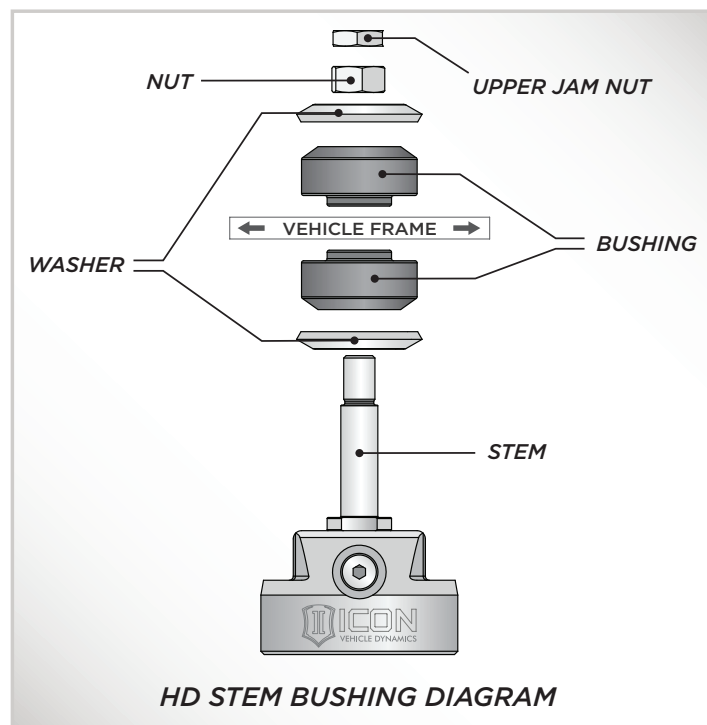 NUT
UPPER JAM NUT
VEHICLE FRAME
WASHER
BUSHING
STEM
ICON
VEHICLE DYNAMICS
HD STEM BUSHING DIAGRAM